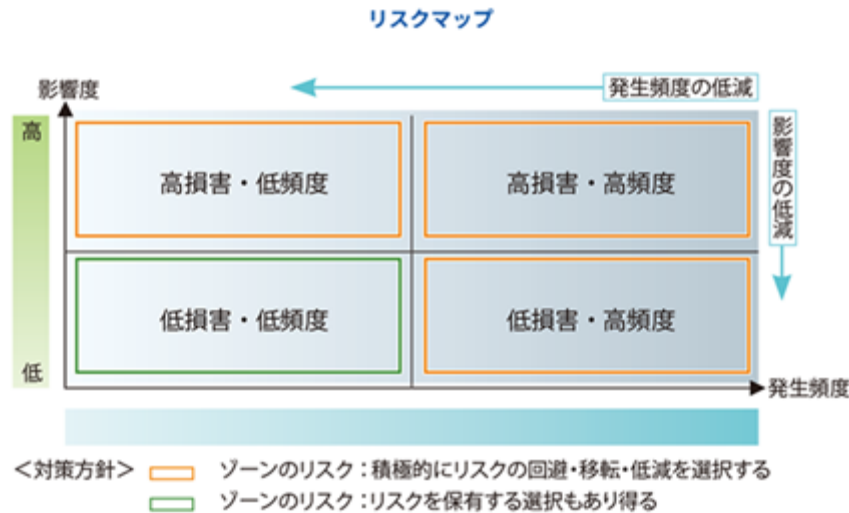 リスクマップ
影響度
発生頻度の低減
高
影響度の低減
高損害・低頻度
高損害・高頻度
低損害・低頻度
低損害・高頻度
低
発生頻度
＜対策方針＞ ゾーンのリスク：積極的にリスクの回避・移転・低減を選択する
ゾーンのリスク：リスクを保有する選択もあり得る